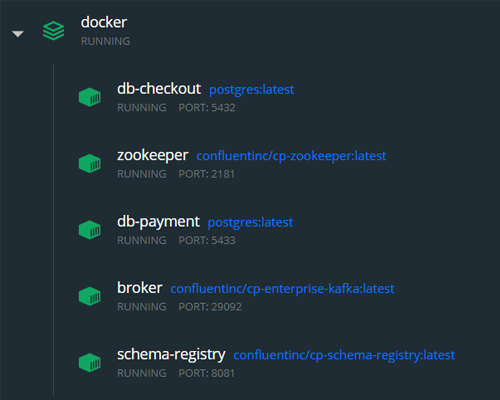 docker
RUNNING
db-checkout postgres:latest
RUNNING PORT: 5432
zookeeper confluentinc/cp-zookeeper:latest
RUNNING PORT: 2181
db-payment postgres:latest
RUNNING PORT: 5433
broker confluentinc/cp-enterprise-kafka:latest
RUNNING PORT: 29092
schema-registry confluentinc/cp-schema-registry:latest
RUNNING PORT: 8081